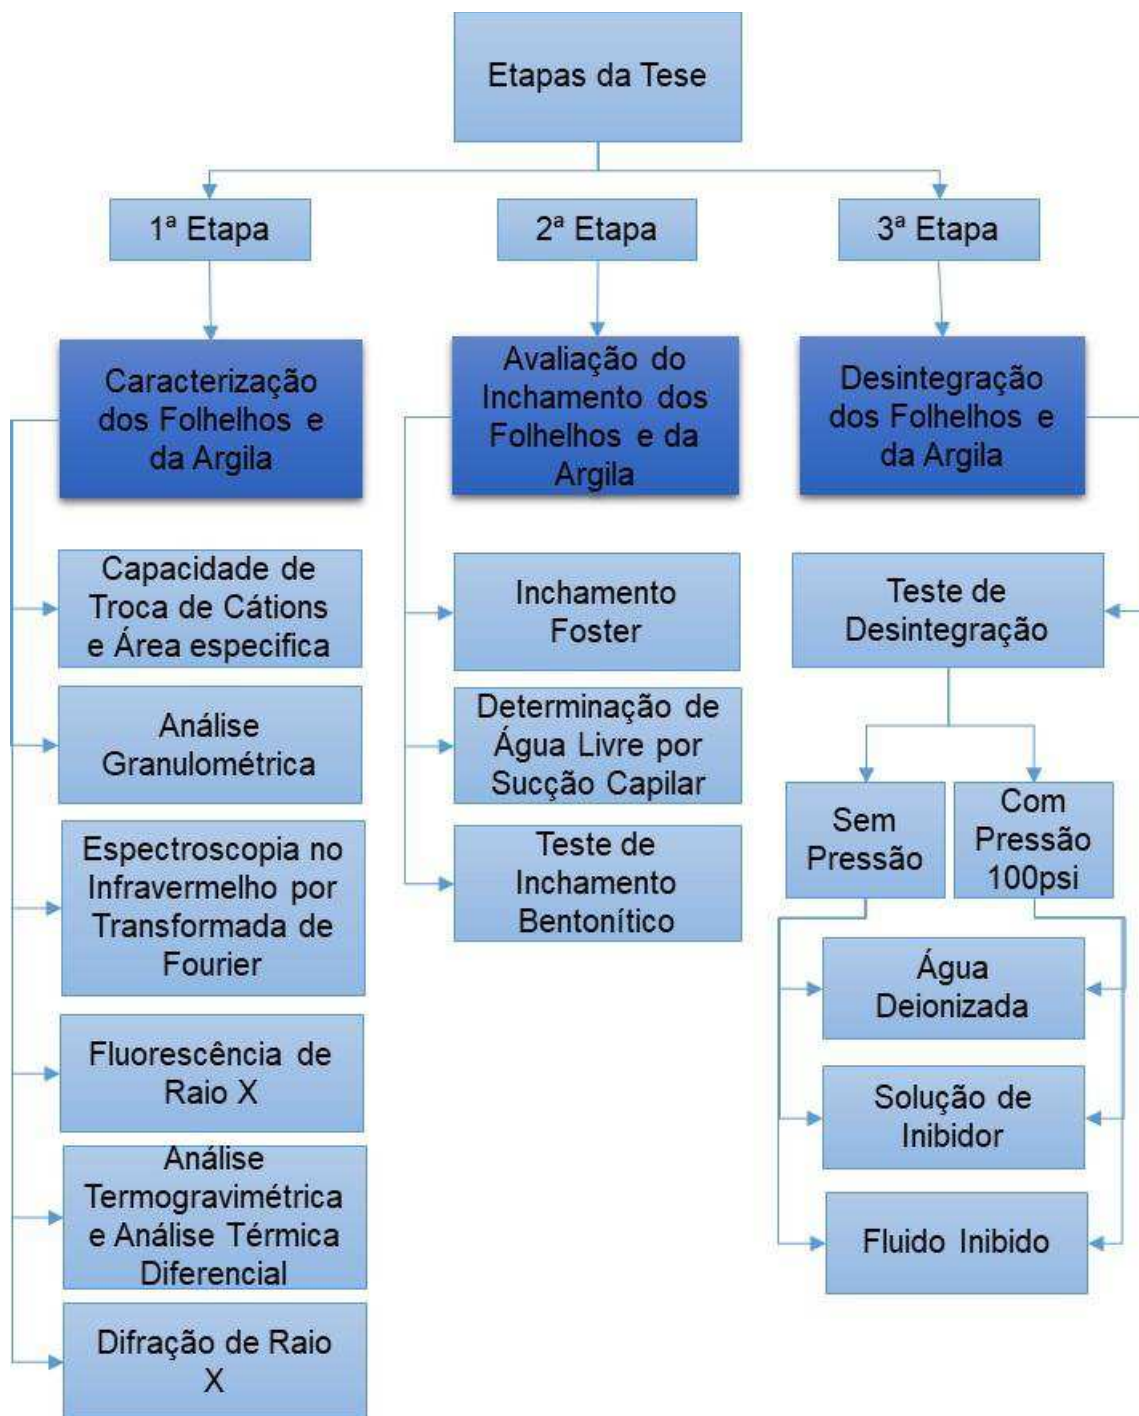 Etapas da Tese
1ª Etapa
2ª Etapa
3ª Etapa
Caracterização
dos Folhelhos e
da Argila
Avaliação do
Inchamento dos
Folhelhos e da
Argila
Desintegração
dos Folhelhos e
da Argila
Capacidade de
Troca de Cátions
e Área especifica
Análise
Granulométrica
Espectroscopia no
Infravermelho por
Transformada de
Fourier
Fluorescência de
Raio X
Análise
Termogravimétrica
e Análise Térmica
Diferencial
Difração de Raio
X
Inchamento
Foster
Determinação de
Água Livre por
Sucção Capilar
Teste de
Inchamento
Bentonítico
Teste de
Desintegração
Sem
Pressão
Com
Pressão
100psi
Água
Deionizada
Solução de
Inibidor
Fluido Inibido